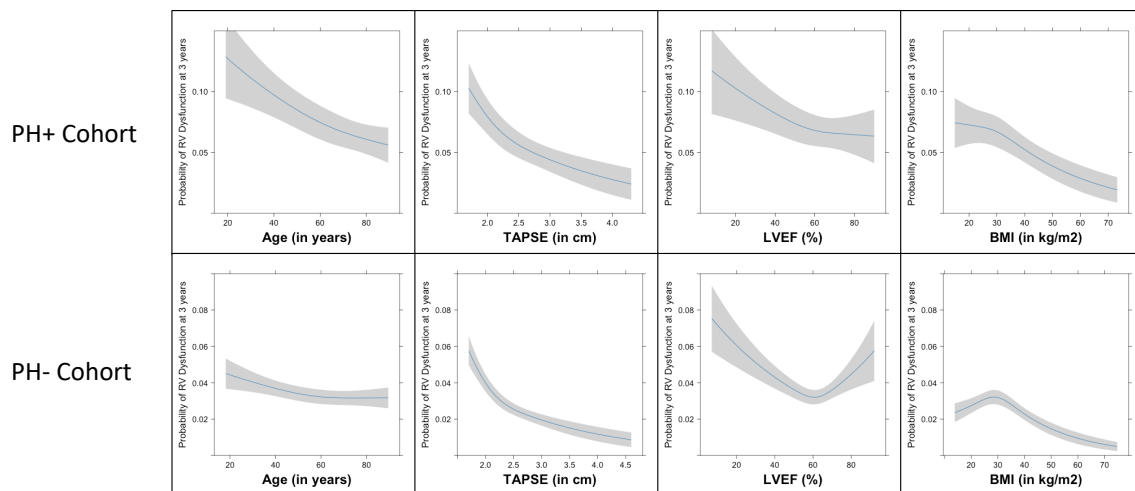 PH+ Cohort
Probability of RV Dysfunction at 3 years
0.10
0.05
20 40 60 80
Age (in years)
Probability of RV Dysfunction at 3 years
0.10
0.05
2.0 2.5 3.0 3.5 4.0
TAPSE (in cm)
Probability of RV Dysfunction at 3 years
0.10
0.05
20 40 60 80
LVEF (%)
Probability of RV Dysfunction at 3 years
0.10
0.05
20 30 40 50 60 70
BMI (in kg/m2)
PH- Cohort
Probability of RV Dysfunction at 3 years
0.08
0.06
0.04
0.02
20 40 60 80
Age (in years)
Probability of RV Dysfunction at 3 years
0.08
0.06
0.04
0.02
2.0 2.5 3.0 3.5 4.0 4.5
TAPSE (in cm)
Probability of RV Dysfunction at 3 years
0.08
0.06
0.04
0.02
20 40 60 80
LVEF (%)
Probability of RV Dysfunction at 3 years
0.08
0.06
0.04
0.02
20 30 40 50 60 70
BMI (in kg/m2)